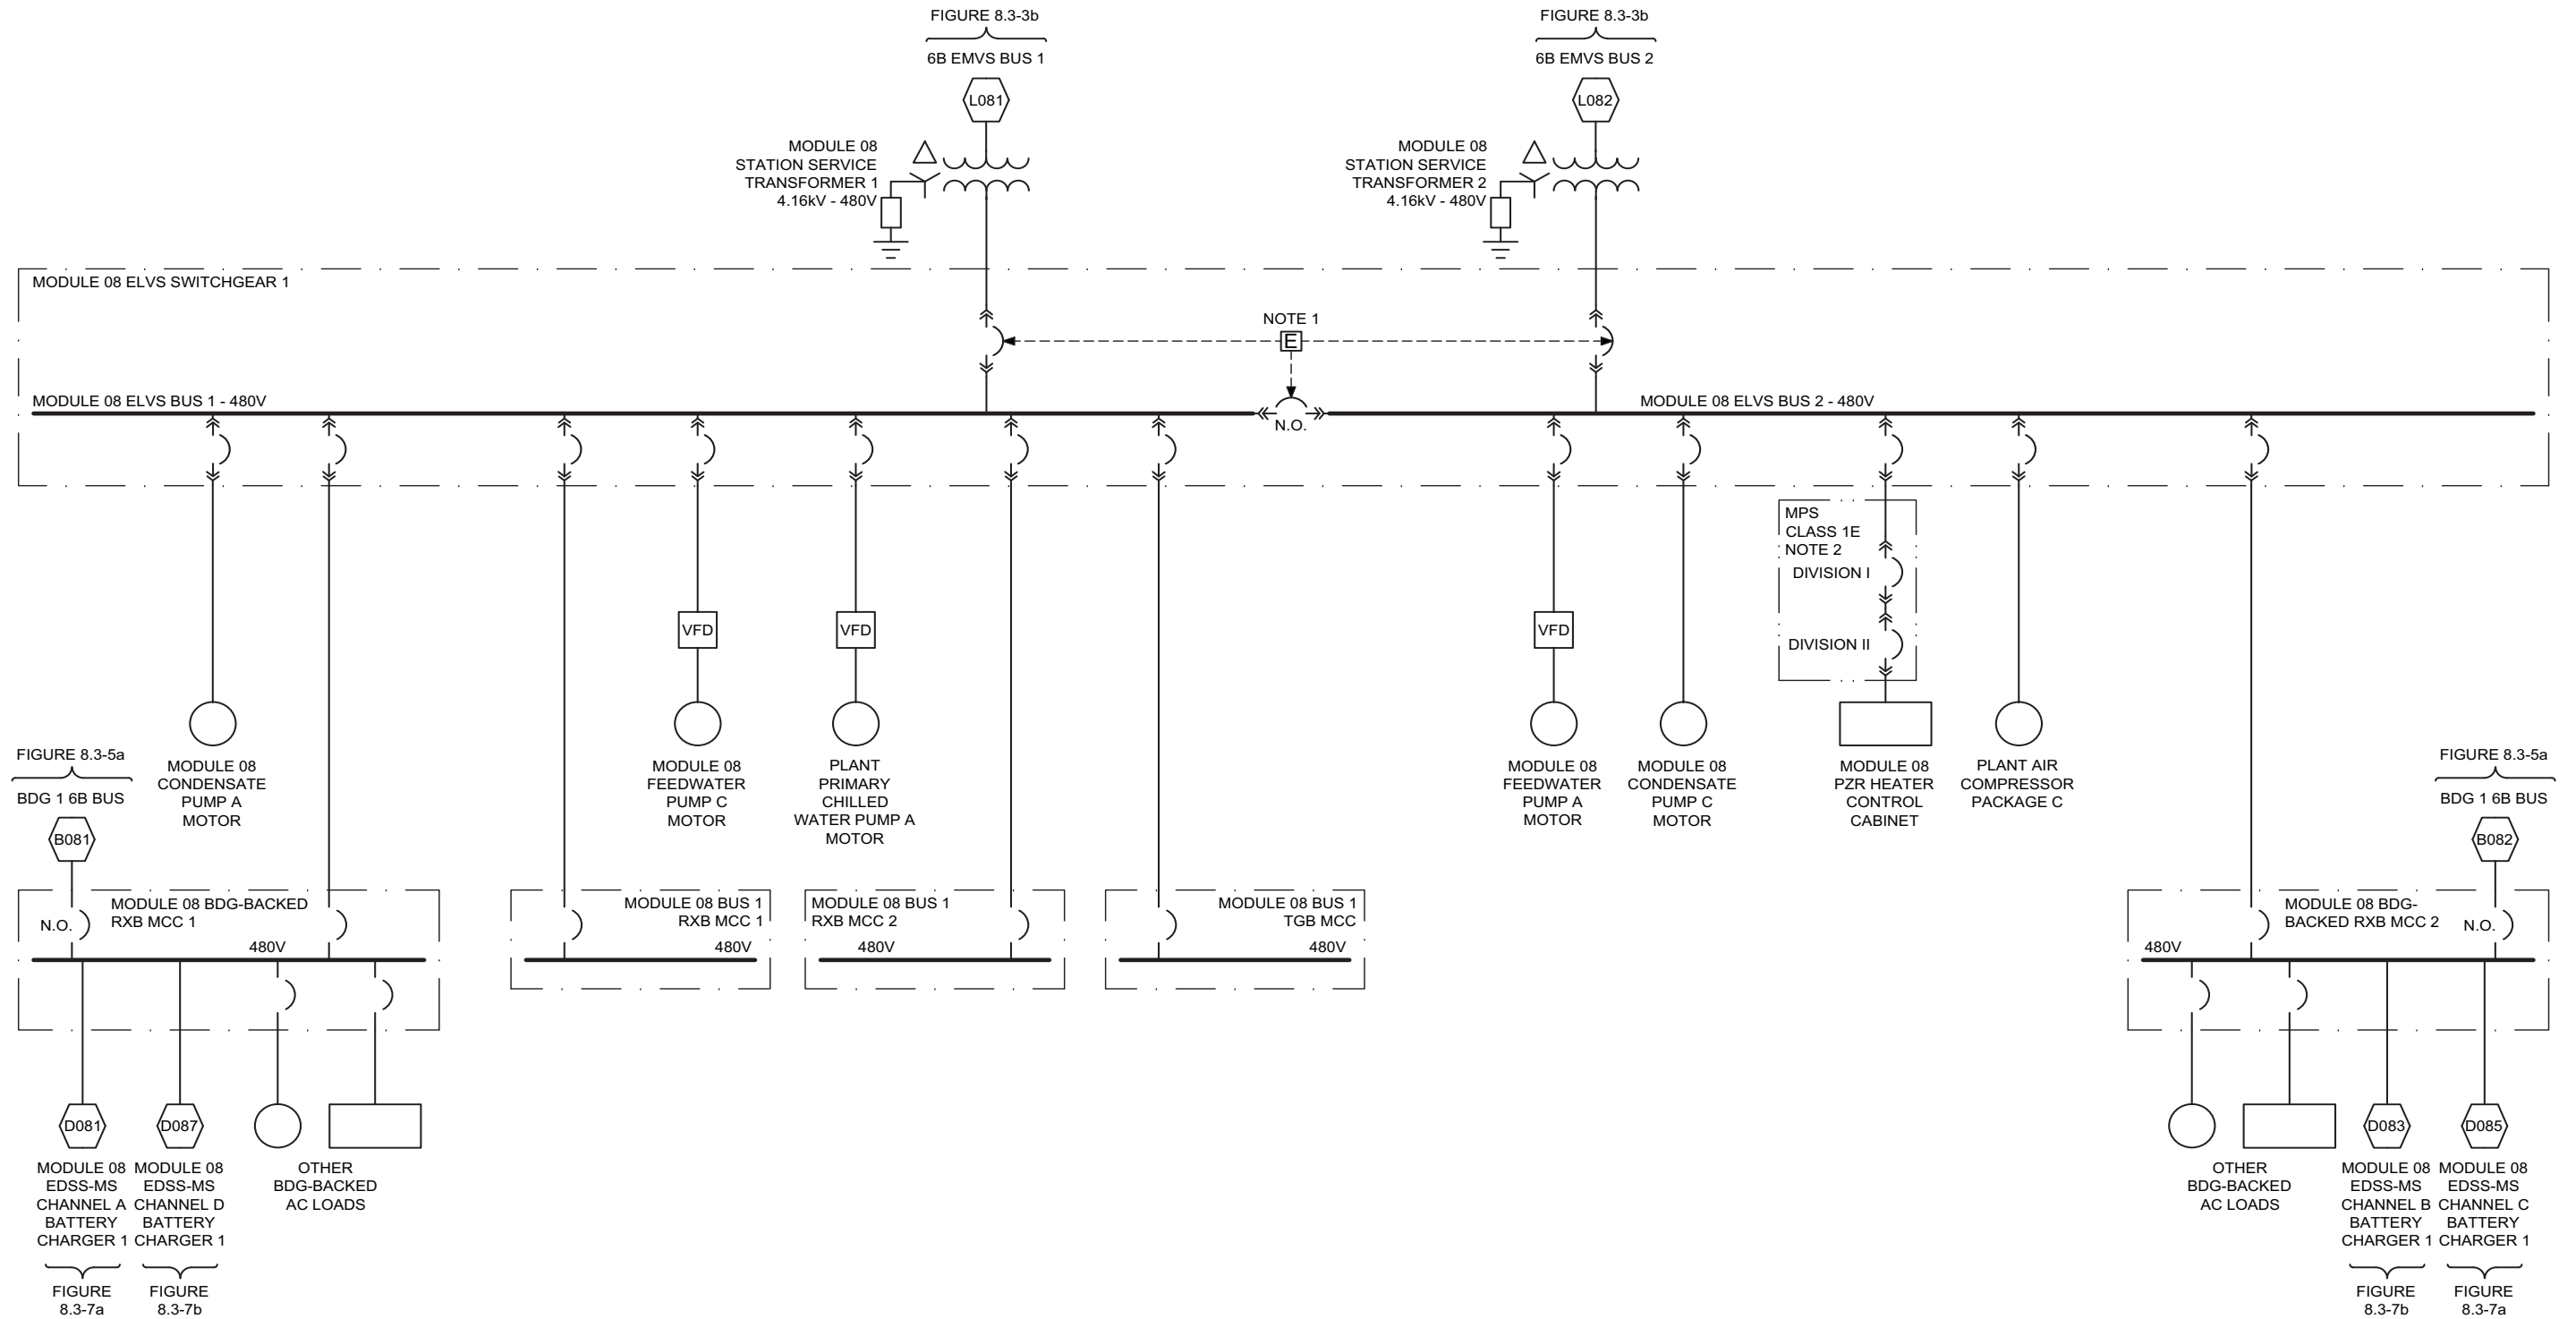 FIGURE 8.3-3b
6B EMVS BUS 1
L081
MODULE 08
STATION SERVICE
TRANSFORMER 1
4.16kV - 480V
FIGURE 8.3-3b
6B EMVS BUS 2
L082
MODULE 08
STATION SERVICE
TRANSFORMER 2
4.16kV - 480V
MODULE 08 ELVS SWITCHGEAR 1
NOTE 1
E
MODULE 08 ELVS BUS 1 - 480V
N.O.
MODULE 08 ELVS BUS 2 - 480V
MODULE 08
CONDENSATE
PUMP A
MOTOR
VFD
MODULE 08
FEEDWATER
PUMP C
MOTOR
VFD
PLANT
PRIMARY
CHILLED
WATER PUMP A
MOTOR
VFD
MODULE 08
FEEDWATER
PUMP A
MOTOR
MODULE 08
CONDENSATE
PUMP C
MOTOR
MPS
CLASS 1E
NOTE 2
DIVISION I
DIVISION II
MODULE 08
PZR HEATER
CONTROL
CABINET
PLANT AIR
COMPRESSOR
PACKAGE C
FIGURE 8.3-5a
BDG 1 6B BUS
B081
N.O.
MODULE 08 BDG-BACKED
RXB MCC 1
480V
MODULE 08 BUS 1
RXB MCC 1
480V
MODULE 08 BUS 1
RXB MCC 2
480V
MODULE 08 BUS 1
TGB MCC
480V
FIGURE 8.3-5a
BDG 1 6B BUS
B082
MODULE 08 BDG-
BACKED RXB MCC 2
N.O.
480V
D081
MODULE 08
EDSS-MS
CHANNEL A
BATTERY
CHARGER 1
FIGURE
8.3-7a
D087
MODULE 08
EDSS-MS
CHANNEL D
BATTERY
CHARGER 1
FIGURE
8.3-7b
OTHER
BDG-BACKED
AC LOADS
OTHER
BDG-BACKED
AC LOADS
D083
MODULE 08
EDSS-MS
CHANNEL B
BATTERY
CHARGER 1
FIGURE
8.3-7b
D085
MODULE 08
EDSS-MS
CHANNEL C
BATTERY
CHARGER 1
FIGURE
8.3-7a